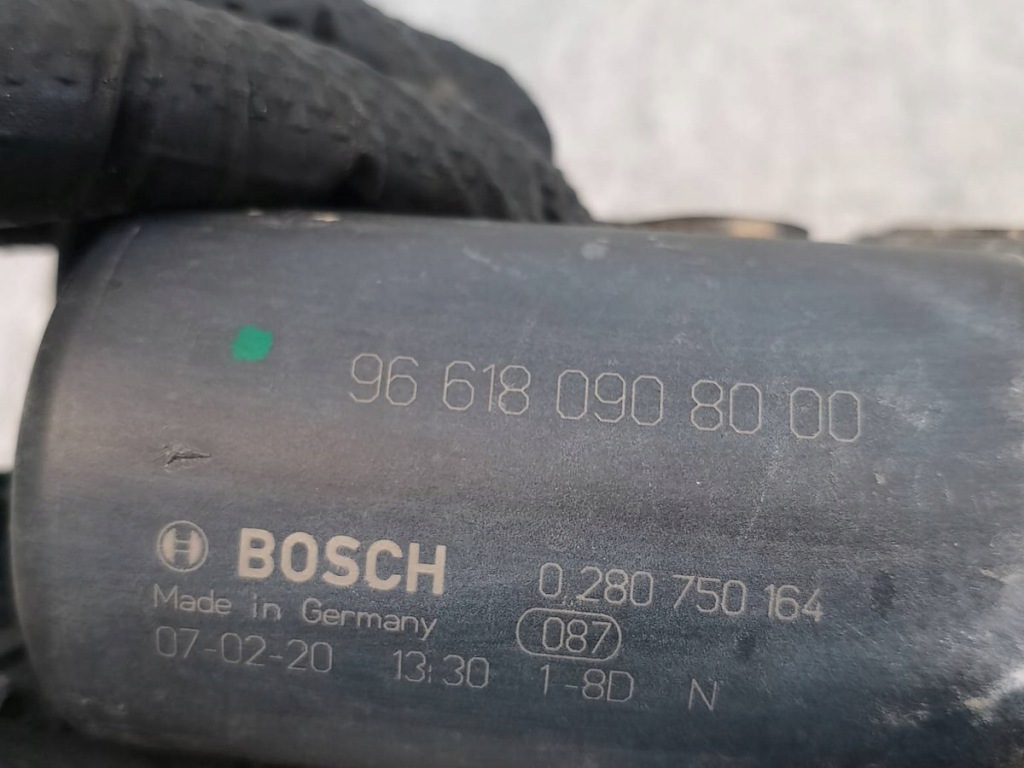 96 618 090 80 00
BOSCH 0 280 750 164
Made in Germany 087
07-02-20 13:30 1-8D N